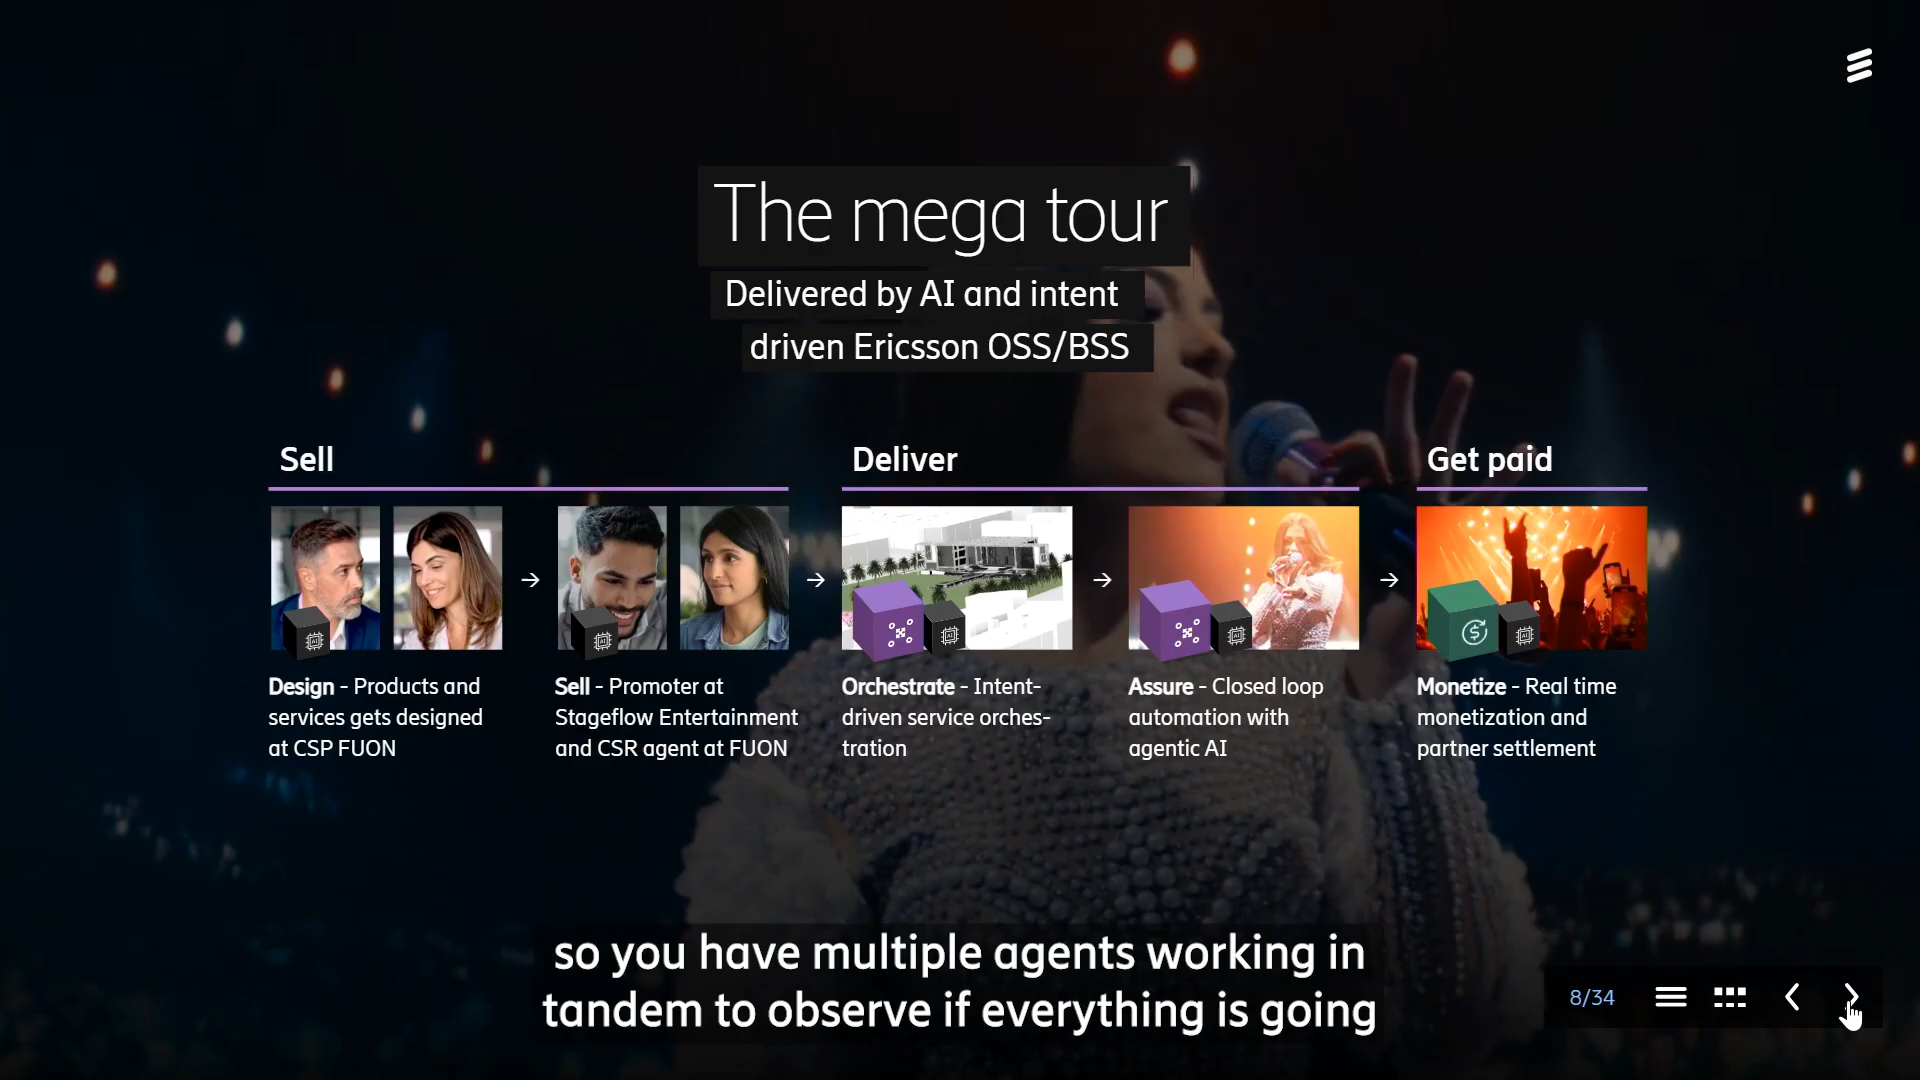 The mega tour
Delivered by AI and intent
driven Ericsson OSS/BSS
Sell
Design - Products and
services gets designed
at CSP FUON
Sell - Promoter at
Stageflow Entertainment
and CSR agent at FUON
Deliver
Orchestrate - Intent-
driven service orches-
tration
Assure - Closed loop
automation with
agentic AI
Get paid
Monetize - Real time
monetization and
partner settlement
so you have multiple agents working in
tandem to observe if everything is going
8/34